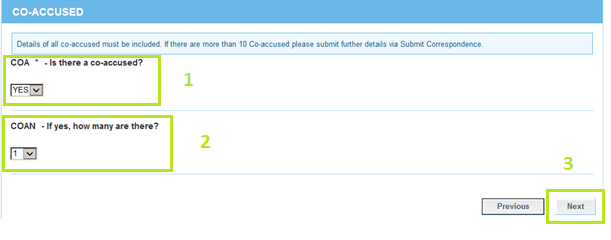 CO-ACCUSED
Details of all co-accused must be included. If there are more than 10 Co-accused please submit further details via Submit Correspondence.
COA * - Is there a co-accused?
1
YES
COAN - If yes, how many are there?
2
1
3
Previous Next